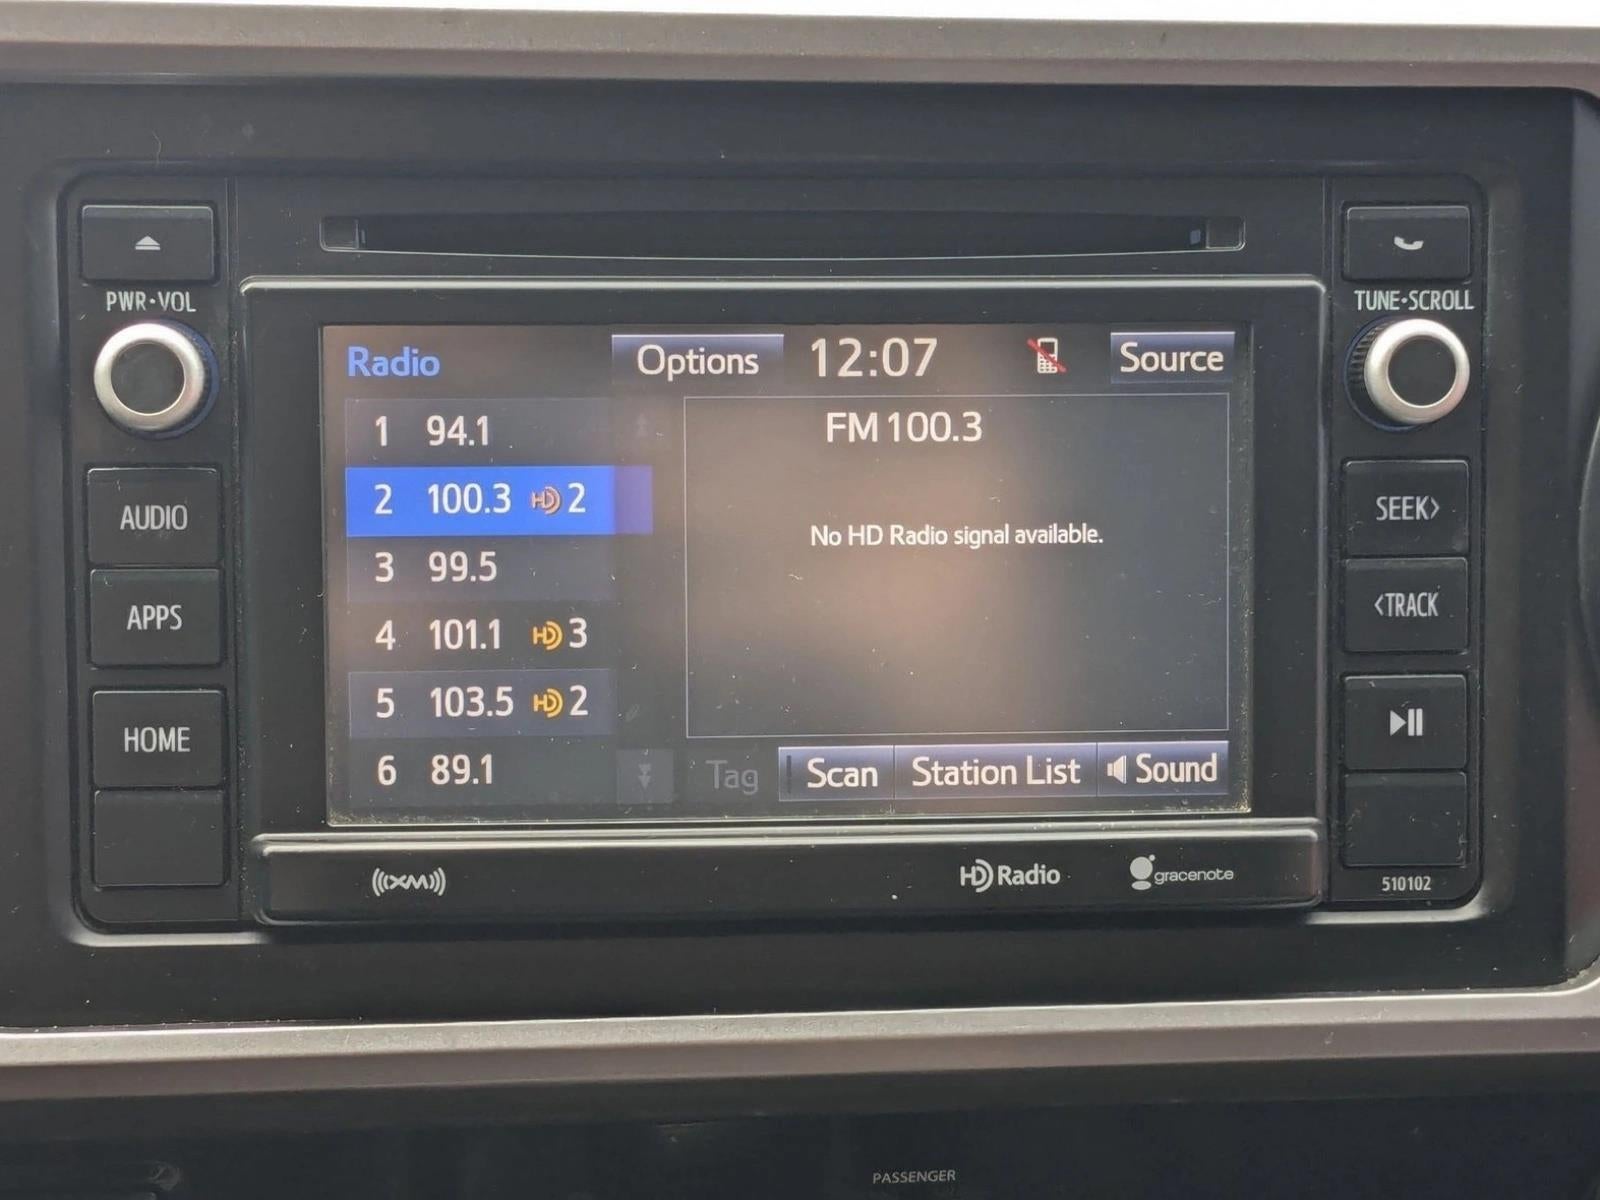 PWR•VOL
TUNE•SCROLL
Radio Options 12:07 Source
1 94.1
FM 100.3
2 100.3 HD 2
No HD Radio signal available.
3 99.5
4 101.1 HD 3
5 103.5 HD 2
6 89.1
Tag Scan Station List Sound
AUDIO
APPS
HOME
SEEK>
<TRACK
((XM))
HD Radio
gracenote
510102
PASSENGER